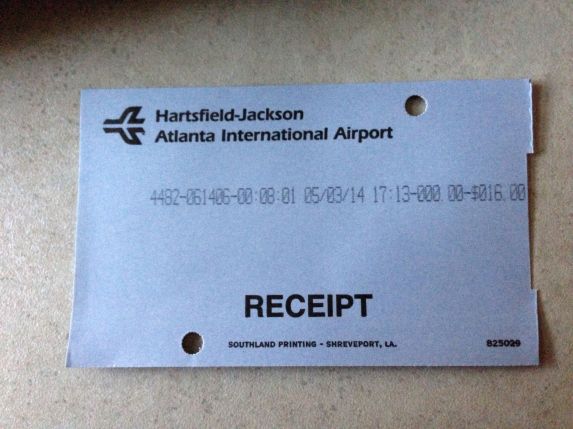 Hartsfield-Jackson
Atlanta International Airport
4482-061406-00:08:01 05/03/14 17:13-000.00-$016.00
RECEIPT
SOUTHLAND PRINTING - SHREVEPORT, LA.
825029